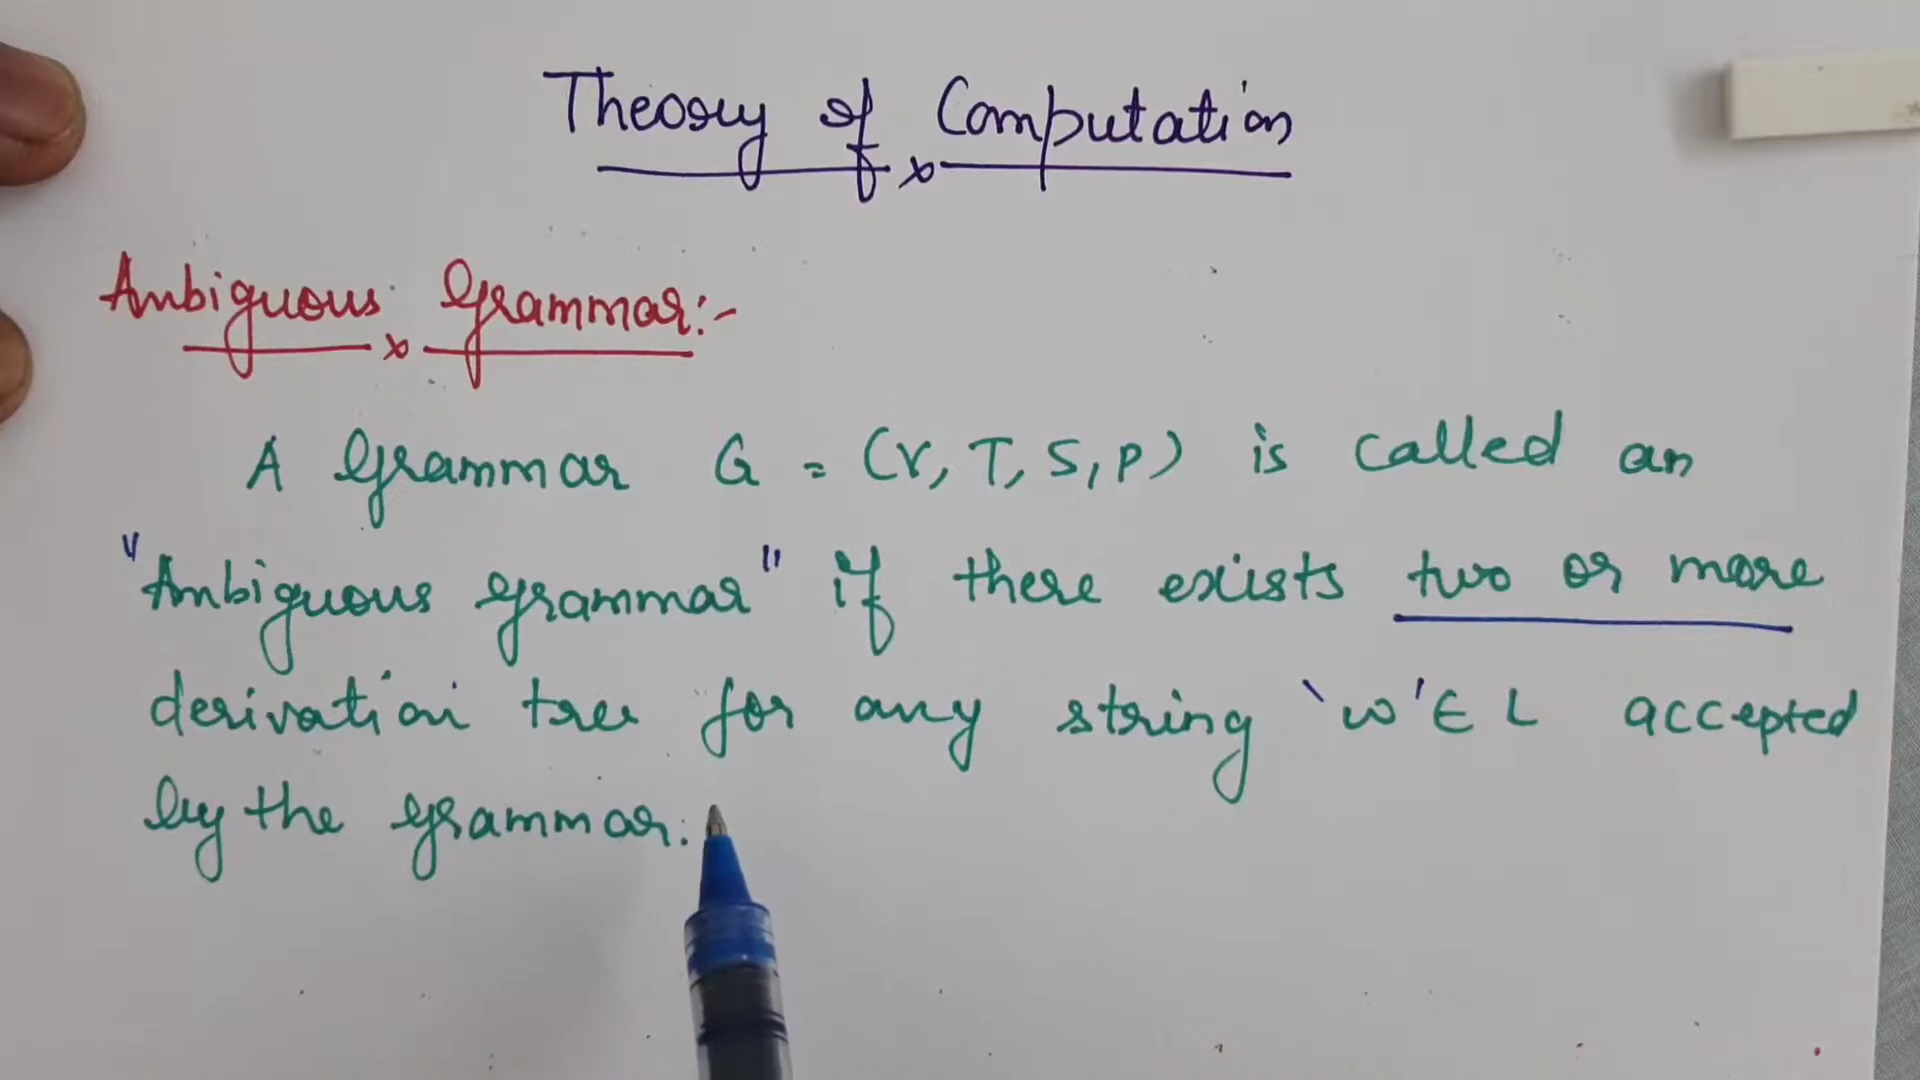 Theory of Computation
Ambiguous Grammar:-
A Grammar G = (V, T, S, P) is called an
"Ambiguous grammar" if there exists two or more
derivation tree for any string 'w' ∈ L accepted
by the grammar.